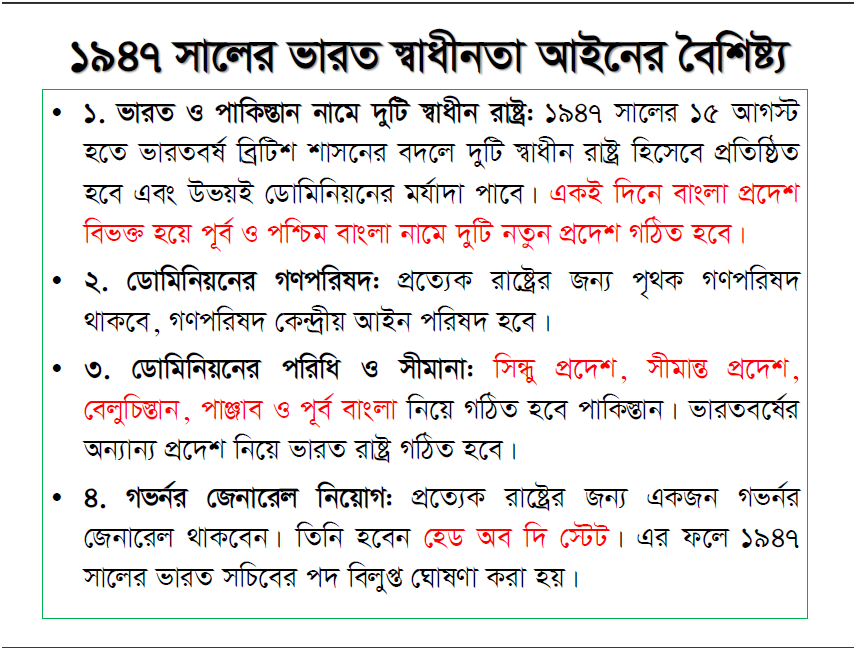 ১৯৪৭ সালের ভারত স্বাধীনতা আইনের বৈশিষ্ট্য
• ১. ভারত ও পাকিস্তান নামে দুটি স্বাধীন রাষ্ট্র: ১৯৪৭ সালের ১৫ আগস্ট
হতে ভারতবর্ষ ব্রিটিশ শাসনের বদলে দুটি স্বাধীন রাষ্ট্র হিসেবে প্রতিষ্ঠিত
হবে এবং উভয়ই ডোমিনিয়নের মর্যাদা পাবে। একই দিনে বাংলা প্রদেশ
বিভক্ত হয়ে পূর্ব ও পশ্চিম বাংলা নামে দুটি নতুন প্রদেশ গঠিত হবে।
• ২. ডোমিনিয়নের গণপরিষদ: প্রত্যেক রাষ্ট্রের জন্য পৃথক গণপরিষদ
থাকবে, গণপরিষদ কেন্দ্রীয় আইন পরিষদ হবে।
• ৩. ডোমিনিয়নের পরিধি ও সীমানা: সিন্ধু প্রদেশ, সীমান্ত প্রদেশ,
বেলুচিস্তান, পাঞ্জাব ও পূর্ব বাংলা নিয়ে গঠিত হবে পাকিস্তান। ভারতবর্ষের
অন্যান্য প্রদেশ নিয়ে ভারত রাষ্ট্র গঠিত হবে।
• ৪. গভর্নর জেনারেল নিয়োগ: প্রত্যেক রাষ্ট্রের জন্য একজন গভর্নর
জেনারেল থাকবেন। তিনি হবেন হেড অব দি স্টেট। এর ফলে ১৯৪৭
সালের ভারত সচিবের পদ বিলুপ্ত ঘোষণা করা হয়।